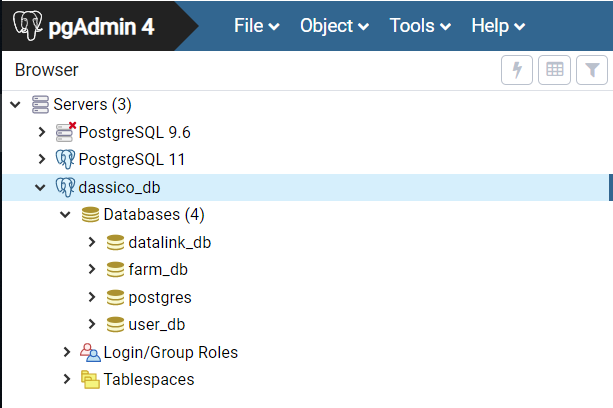 pgAdmin 4 File Object Tools Help
Browser
Servers (3)
PostgreSQL 9.6
PostgreSQL 11
dassico_db
Databases (4)
datalink_db
farm_db
postgres
user_db
Login/Group Roles
Tablespaces